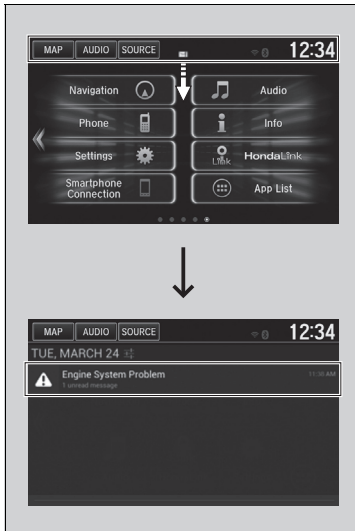 MAP AUDIO SOURCE 12:34
Navigation Audio
Phone Info
Settings Link HondaLink
Smartphone
Connection App List
MAP AUDIO SOURCE 12:34
TUE, MARCH 24
Engine System Problem 11:35 AM
1 unread message